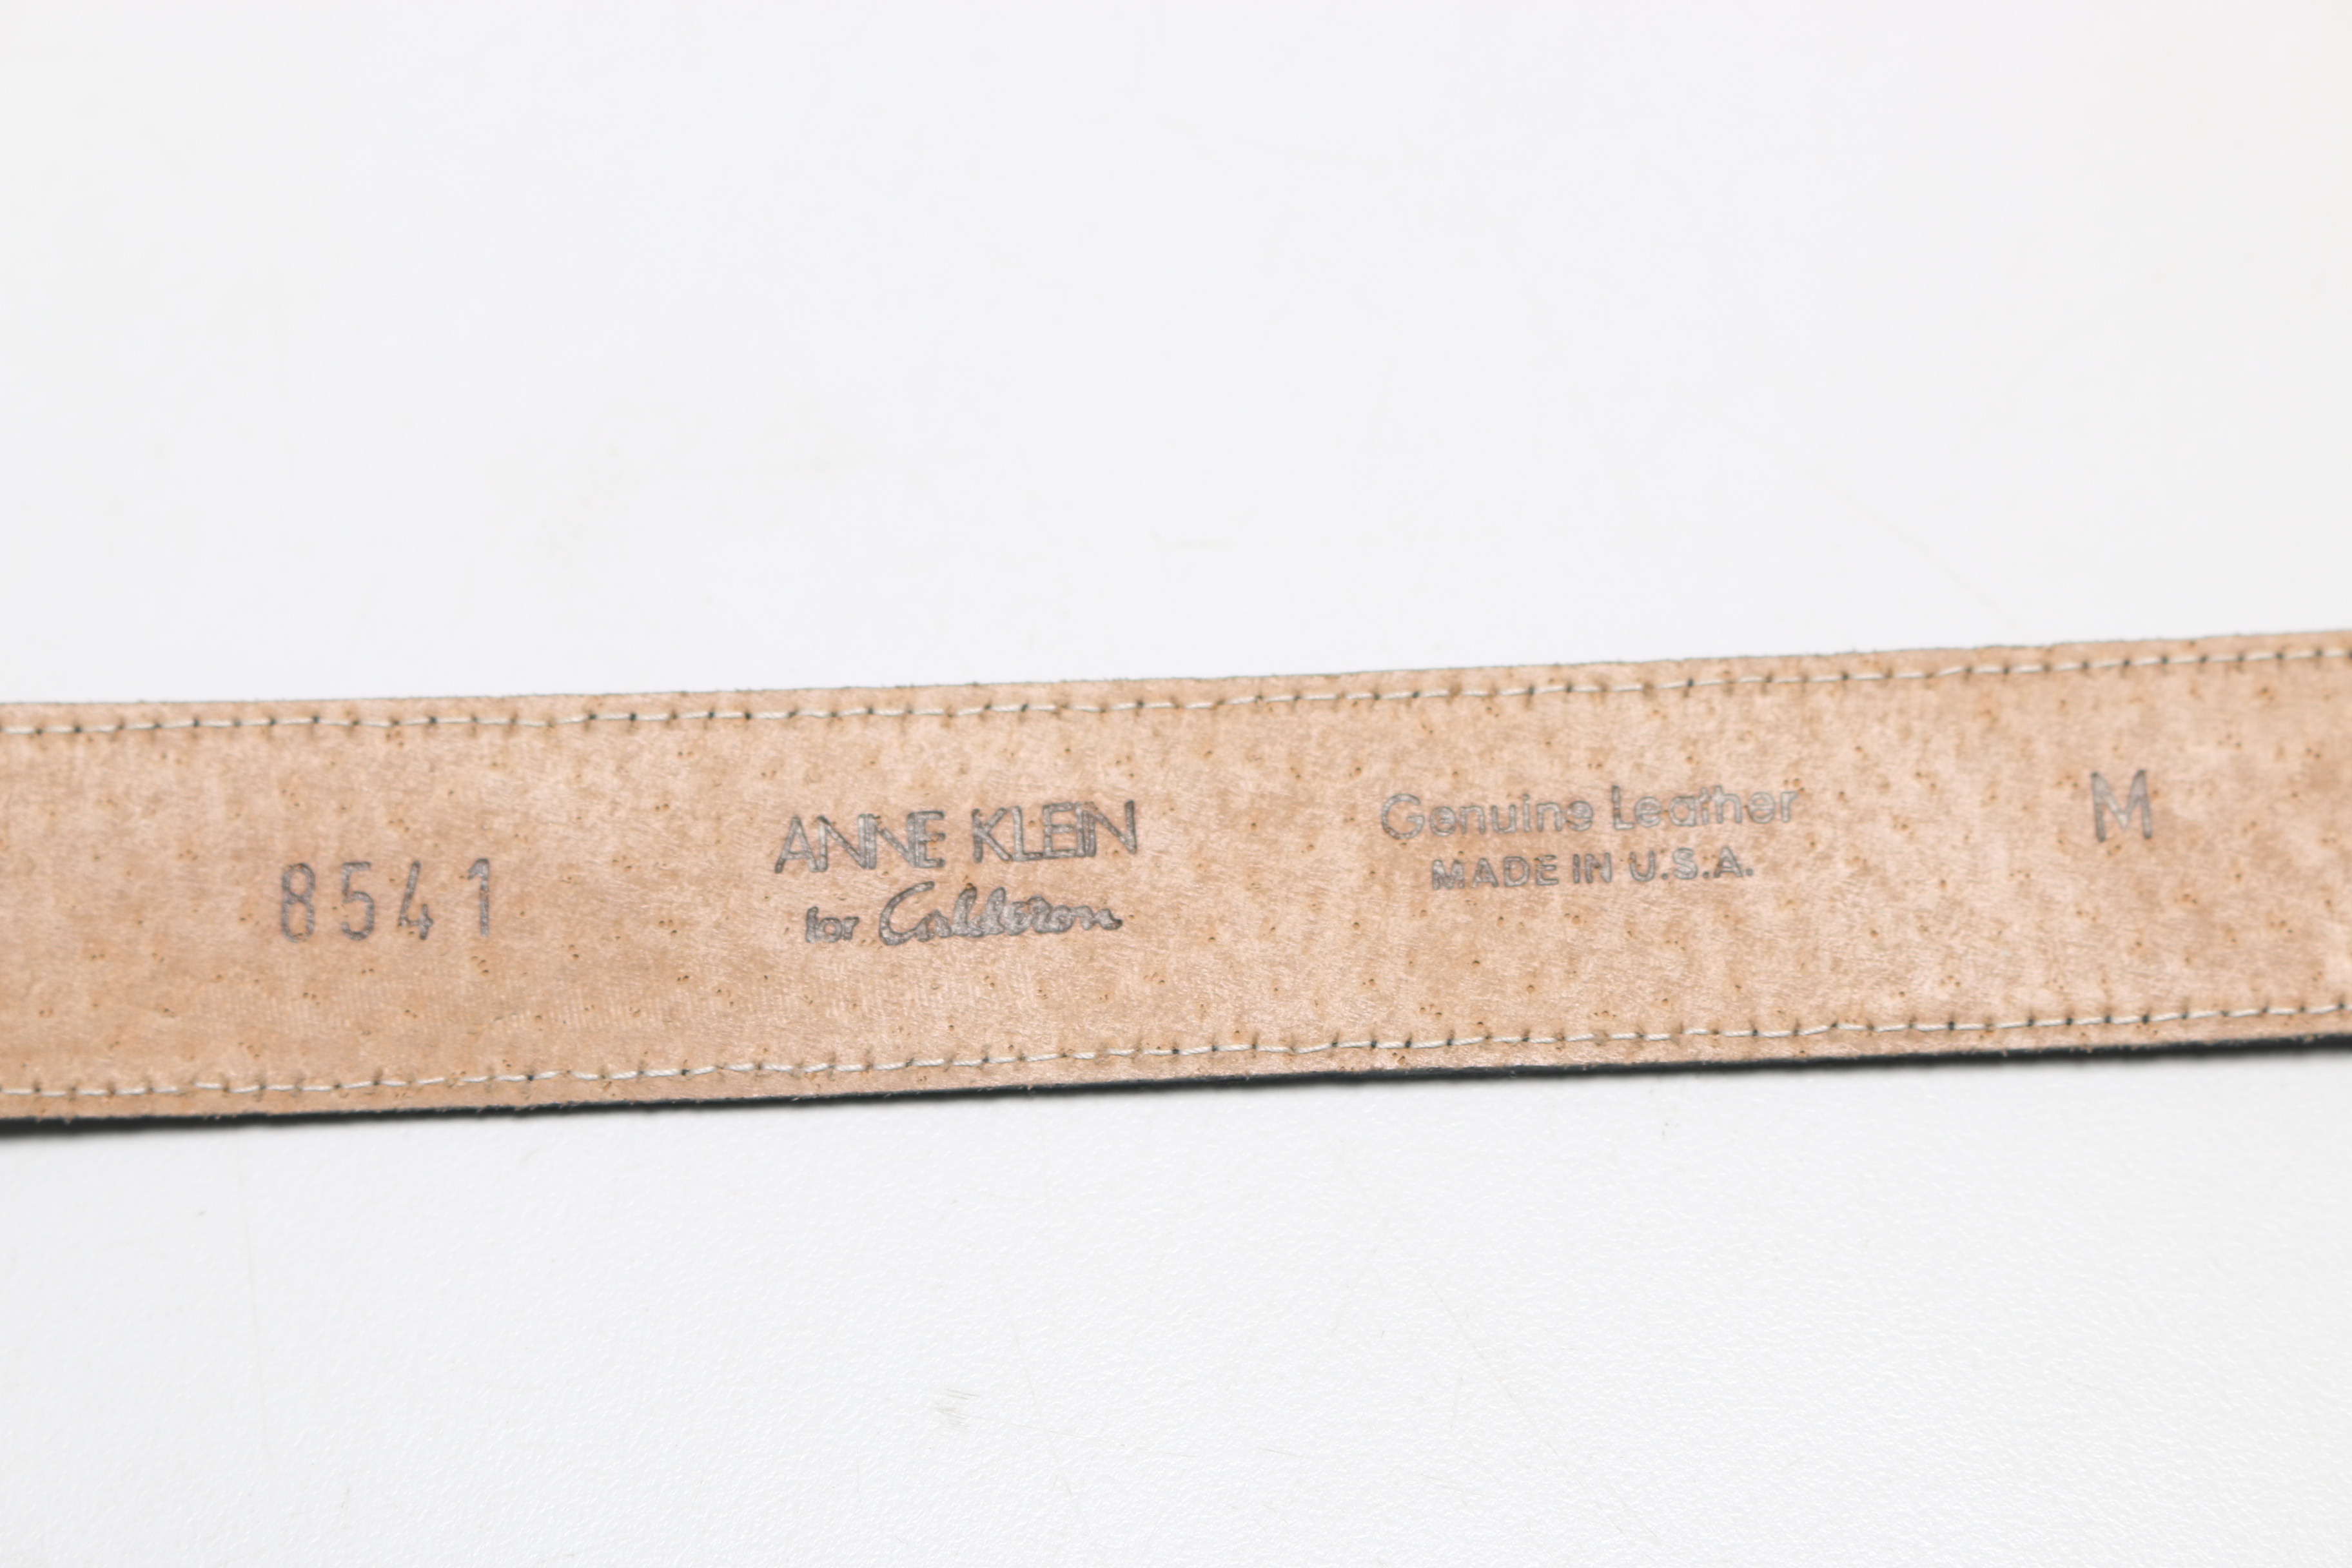 8541
ANNE KLEIN
for Calderon
Genuine Leather
MADE IN U.S.A.
M